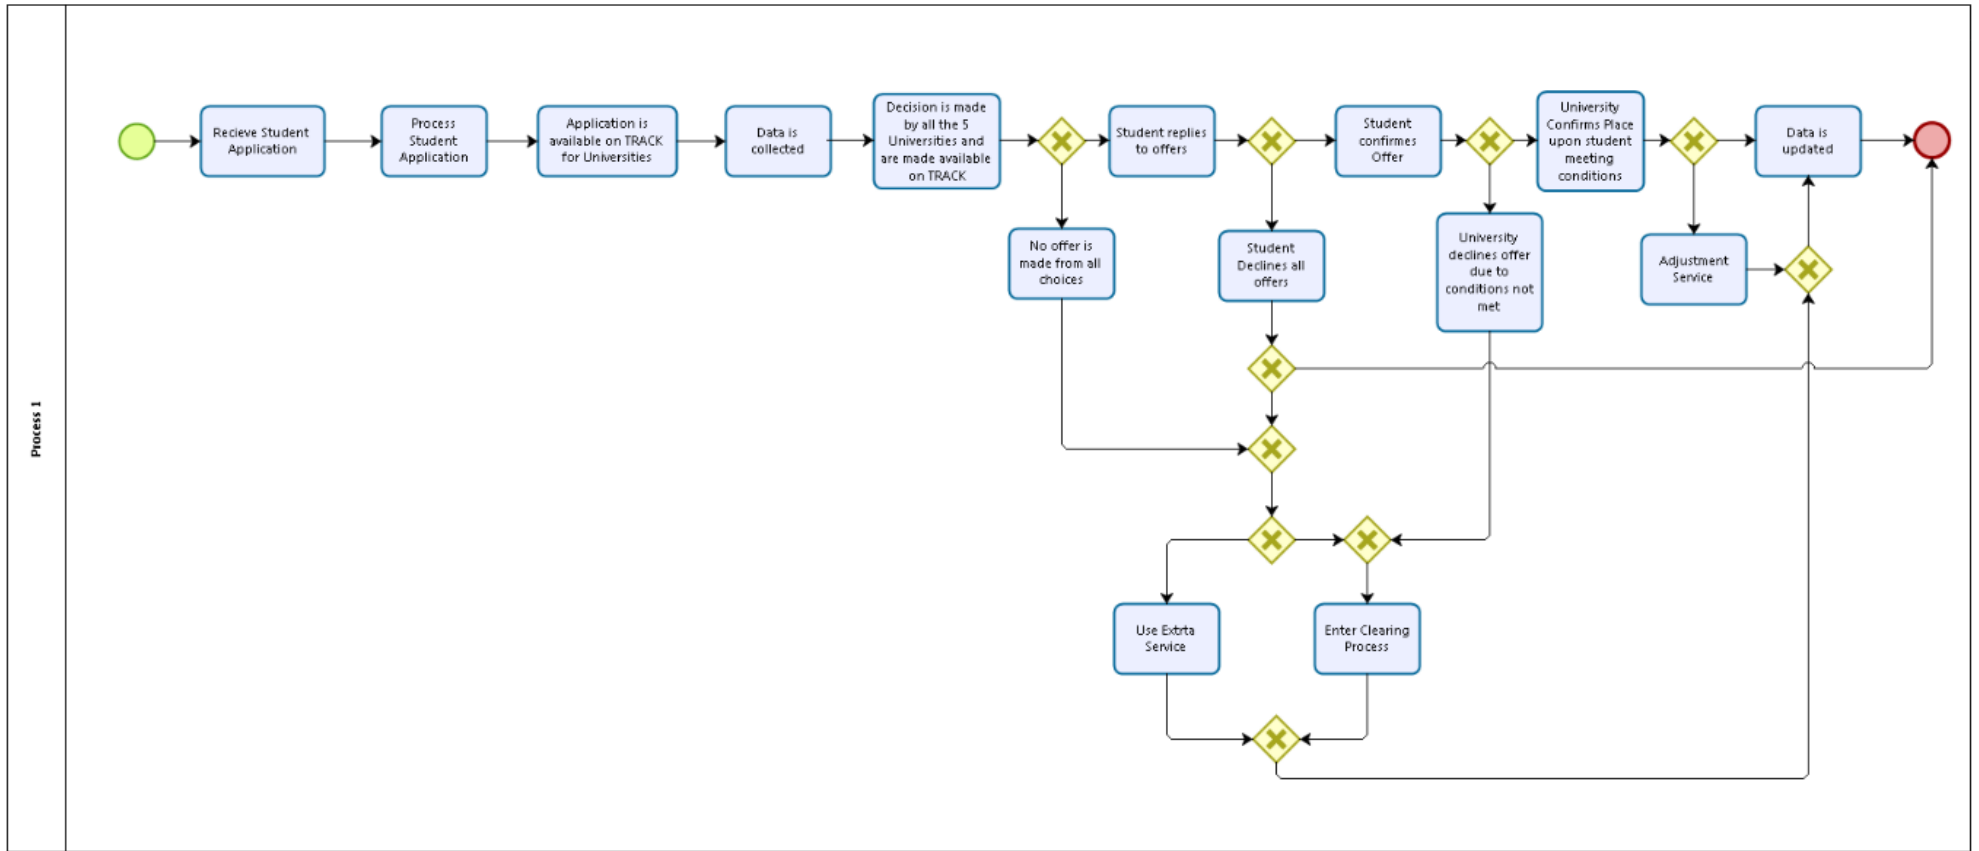 Process 1
Recieve Student
Application
Process
Student
Application
Application is
available on TRACK
for Universities
Data is
collected
Decision is made
by all the 5
Universities and
are made available
on TRACK
Student replies
to offers
Student
confirmes
Offer
University
Confirms Place
upon student
meeting
conditions
Data is
updated
No offer is
made from all
choices
Student
Declines all
offers
University
declines offer
due to
conditions not
met
Adjustment
Service
Use Extrta
Service
Enter Clearing
Process